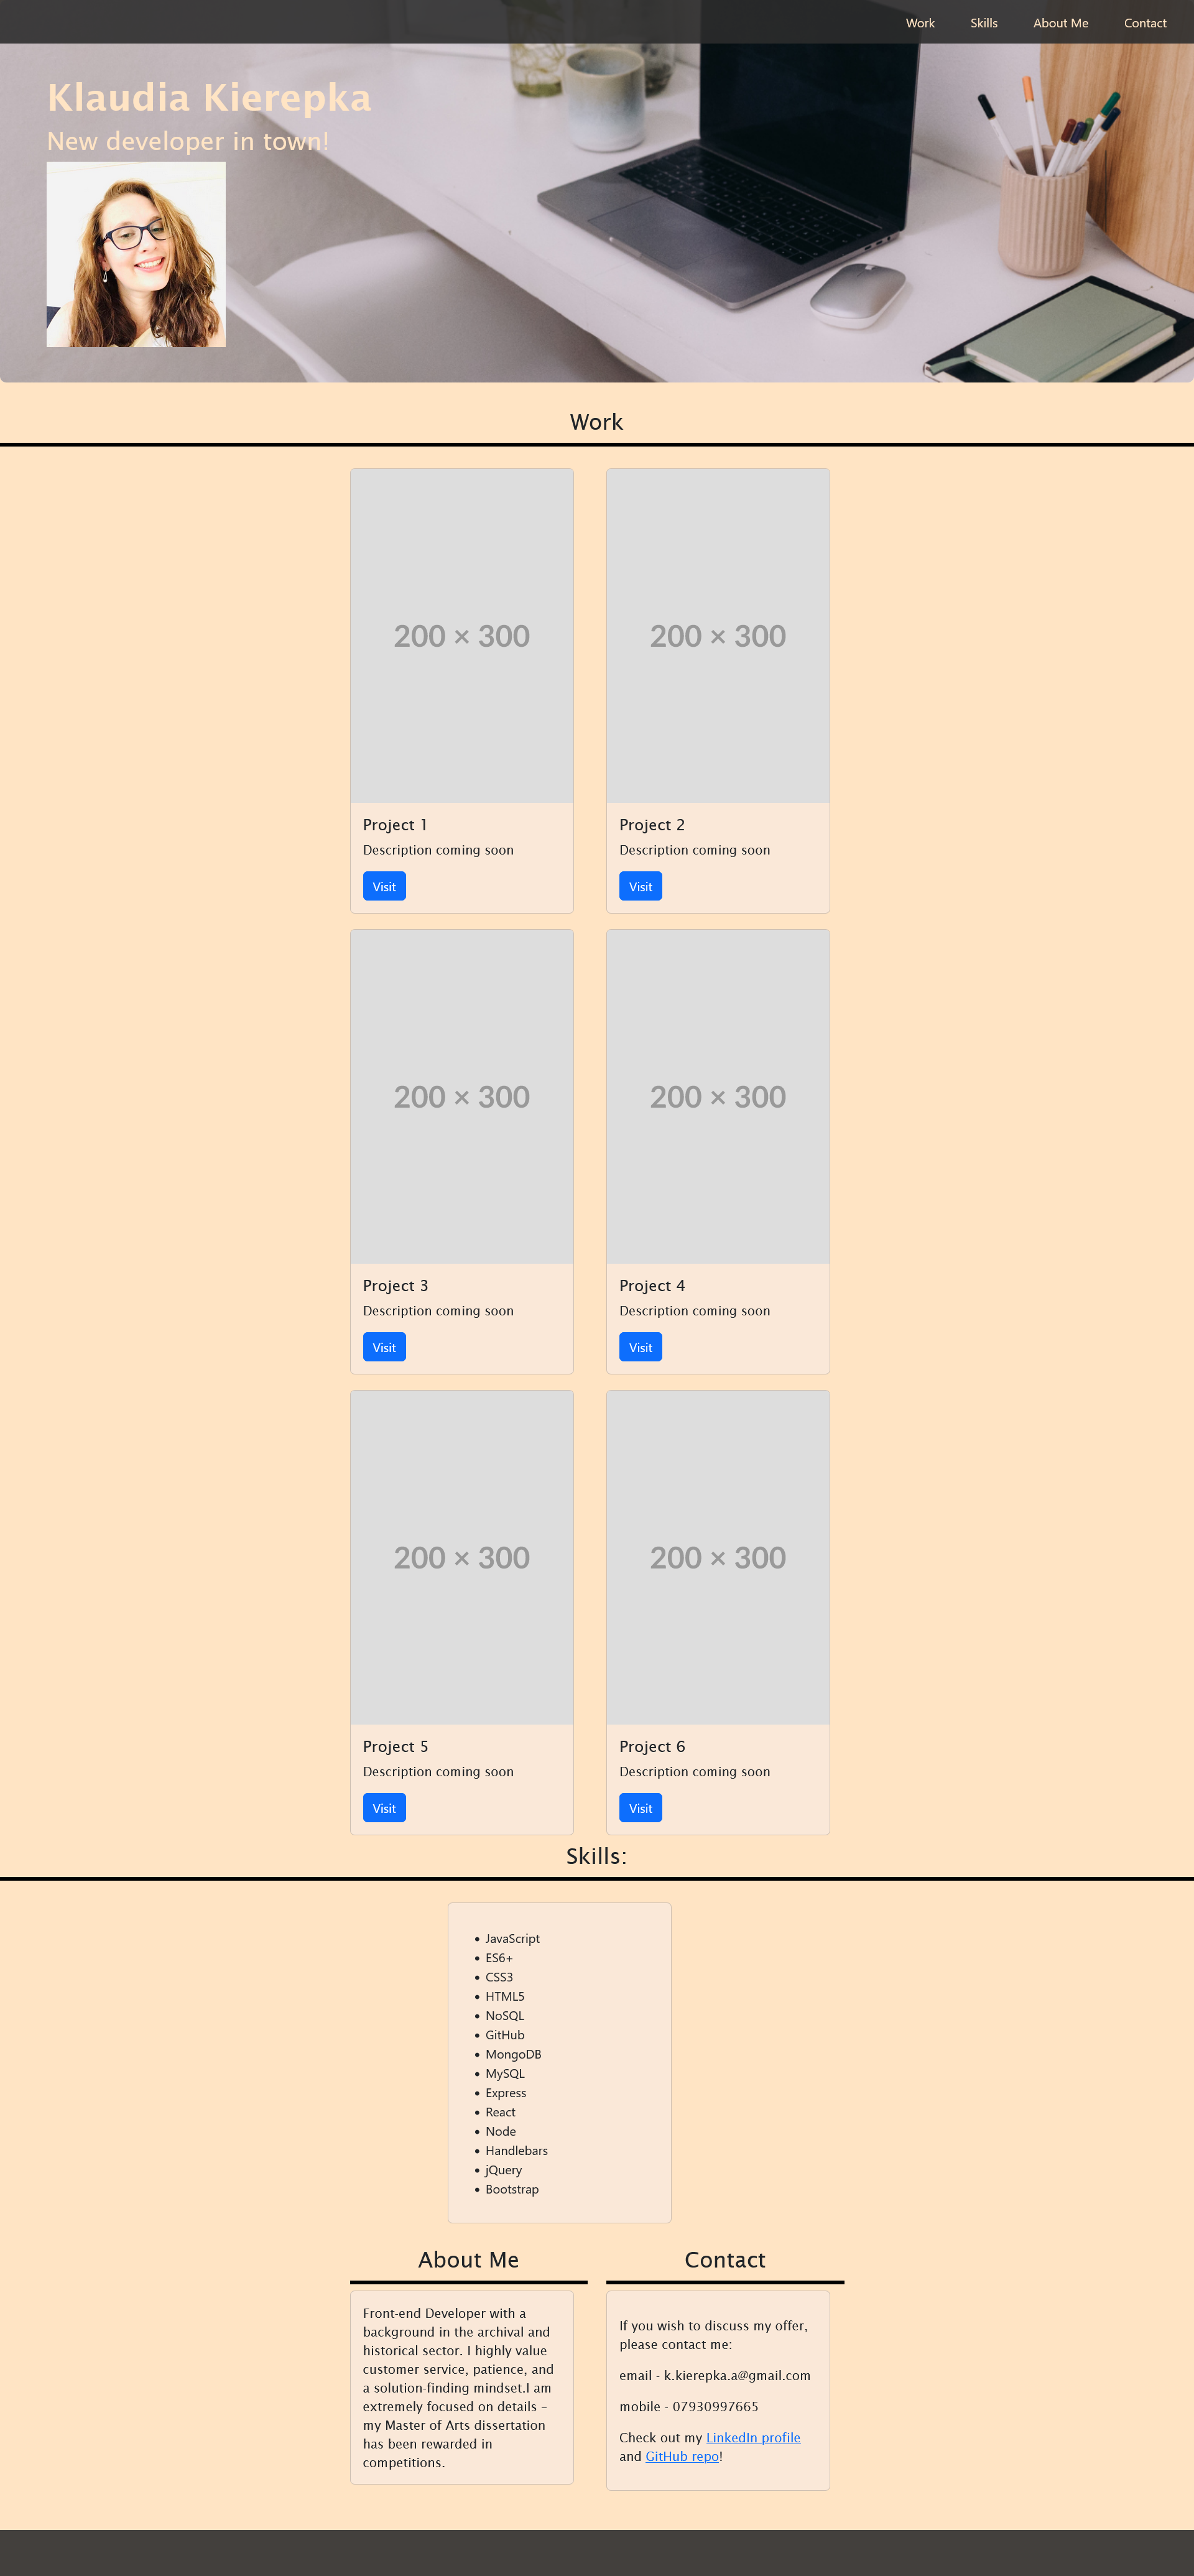 Work Skills About Me Contact
Klaudia Kierepka
New developer in town!
Work
200 × 300
200 × 300
Project 1
Description coming soon
Visit
Project 2
Description coming soon
Visit
200 × 300
200 × 300
Project 3
Description coming soon
Visit
Project 4
Description coming soon
Visit
200 × 300
200 × 300
Project 5
Description coming soon
Visit
Project 6
Description coming soon
Visit
Skills:
JavaScript
ES6+
CSS3
HTML5
NoSQL
GitHub
MongoDB
MySQL
Express
React
Node
Handlebars
jQuery
Bootstrap
About Me
Front-end Developer with a
background in the archival and
historical sector. I highly value
customer service, patience, and
a solution-finding mindset.I am
extremely focused on details –
my Master of Arts dissertation
has been rewarded in
competitions.
Contact
If you wish to discuss my offer,
please contact me:
email - k.kierepka.a@gmail.com
mobile - 07930997665
Check out my LinkedIn profile
and GitHub repo!